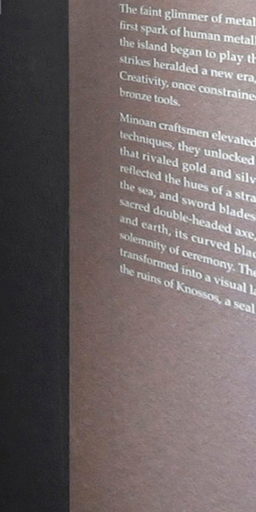 The faint glimmer of metal
first spark of human metall
the island began to play th
strikes heralded a new era,
Creativity, once constraine
bronze tools.
Minoan craftsmen elevated
techniques, they unlocked
that rivaled gold and silv
reflected the hues of a stra
the sea, and sword blades
sacred double-headed axe,
and earth, its curved blad
solemnity of ceremony. The
transformed into a visual la
the ruins of Knossos, a seal